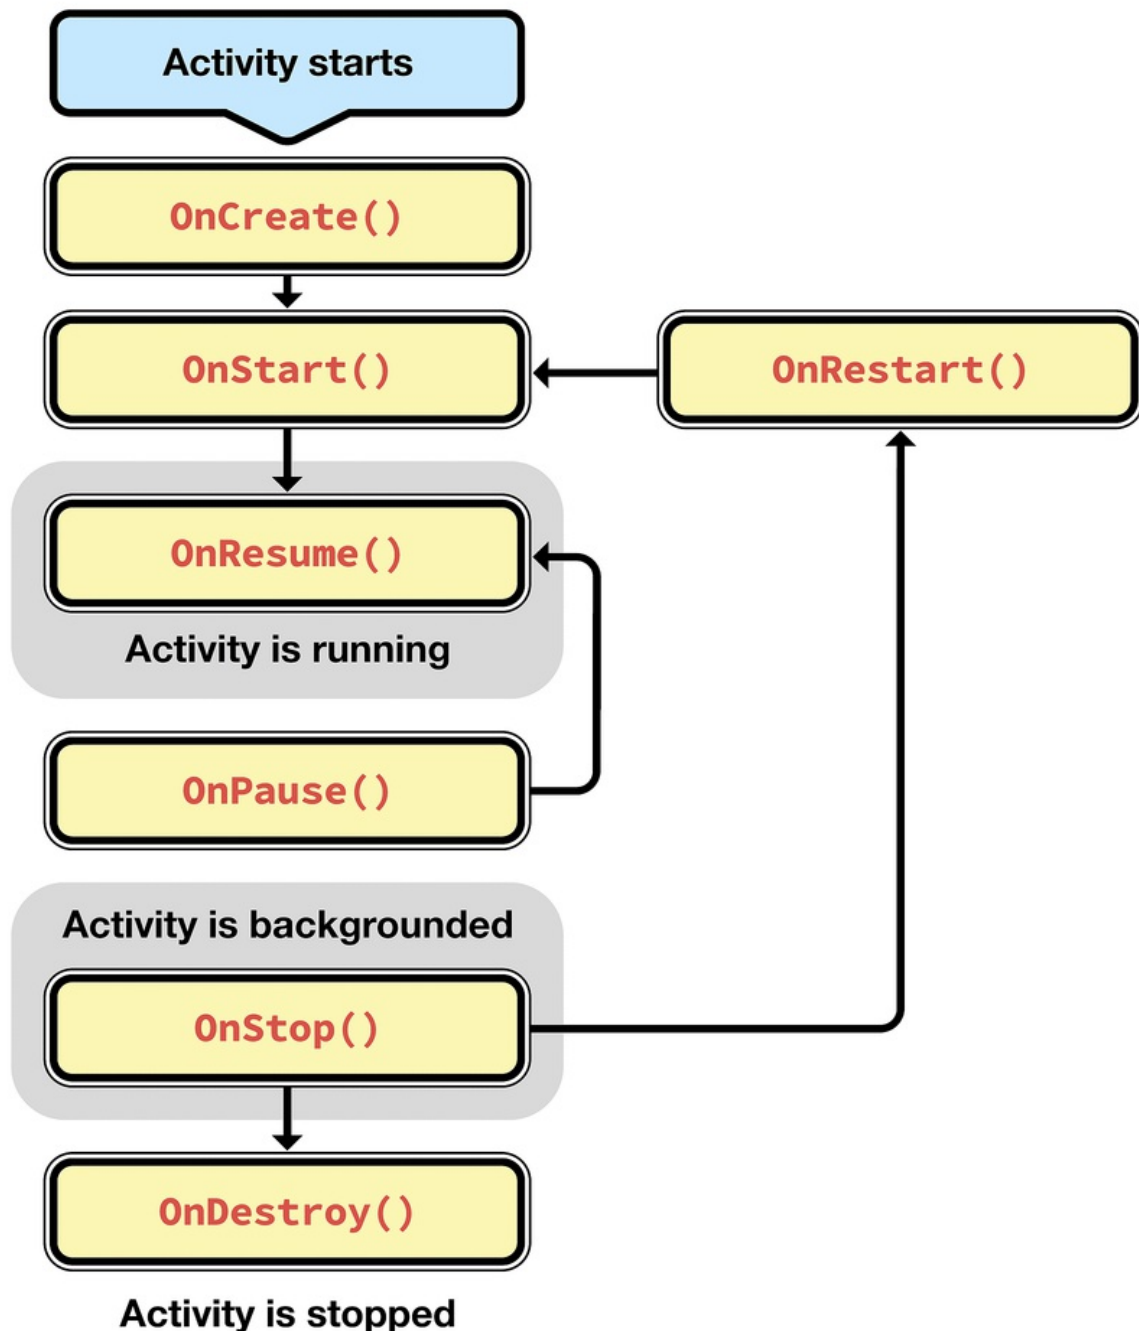 Activity starts
OnCreate()
OnStart()
OnRestart()
OnResume()
Activity is running
OnPause()
Activity is backgrounded
OnStop()
OnDestroy()
Activity is stopped